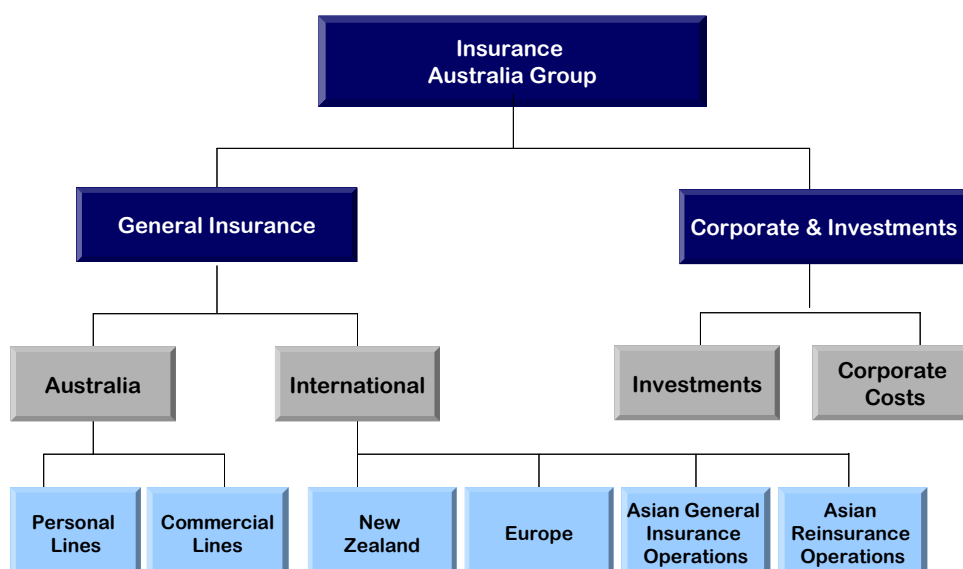 Insurance
Australia Group
General Insurance
Corporate & Investments
Australia
International
Investments
Corporate
Costs
Personal
Lines
Commercial
Lines
New
Zealand
Europe
Asian General
Insurance
Operations
Asian
Reinsurance
Operations